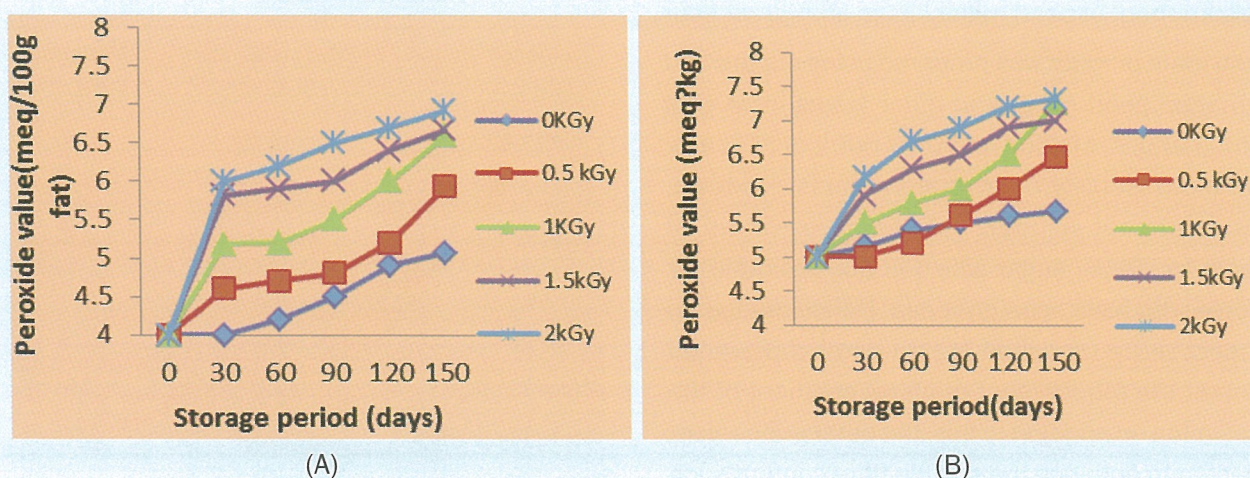 Peroxide value(meq/100g
fat)
8
7.5
7
6.5
6
5.5
5
4.5
4
0 30 60 90 120 150
Storage period (days)
0KGy
0.5 kGy
1KGy
1.5kGy
2kGy
(A)
Peroxide value (meq?kg)
8
7.5
7
6.5
6
5.5
5
4.5
4
0 30 60 90 120 150
Storage period(days)
0KGy
0.5 kGy
1KGy
1.5kGy
2kGy
(B)